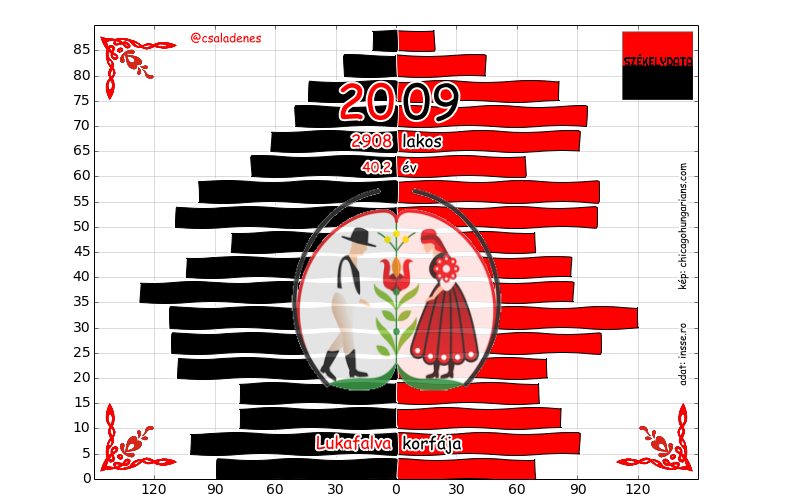 @csaladenes
SZÉKELYDATA
2009
2908 lakos
40.2 év
kép: chicagohungarians.com
adat: insse.ro
Lukafalva korfája
85
80
75
70
65
60
55
50
45
40
35
30
25
20
15
10
5
0
120 90 60 30 0 30 60 90 120